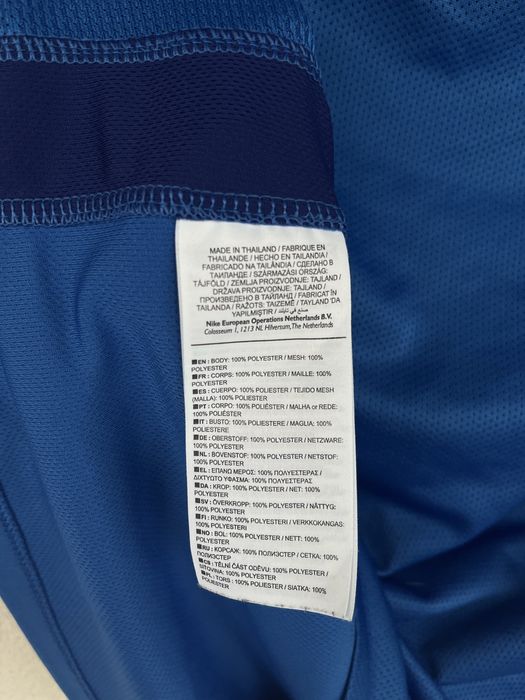 MADE IN THAILAND / FABRIQUE EN
THAILANDE / HECHO EN TAILANDIA /
FABRICADO NA TAILÂNDIA / СДЕЛАНО В
ТАИЛАНДЕ / SZÁRMAZÁSI ORSZÁG:
TÁJFÖLD / ZEMLJA PROIZVODNJE: TAJLAND /
DRŽAVA PROIZVODNJE: TAJLAND /
ПРОИЗВЕДЕНО В ТАЙЛАНД / FABRICAT ÎN
TAILANDA / RAŽOTS: TAIZEMĒ / TAYLAND 'DA
YAPILMIŞTIR / صنع في تايلند
Nike European Operations Netherlands B.V.
Colosseum 1, 1213 NL Hilversum, The Netherlands
EN : BODY: 100% POLYESTER / MESH: 100%
POLYESTER
FR : CORPS: 100% POLYESTER / MAILLE: 100%
POLYESTER
ES : CUERPO: 100% POLIÉSTER / TEJIDO MESH
(MALLA): 100% POLIÉSTER
PT : CORPO: 100% POLIÉSTER / MALHA or REDE:
100% POLIÉSTER
IT : BUSTO: 100% POLIESTERE / MAGLIA: 100%
POLIESTERE
DE : OBERSTOFF: 100% POLYESTER / NETZWARE:
100% POLYESTER
NL : BOVENSTOF: 100% POLYESTER / NETSTOF:
100% POLYESTER
EL : ΕΠΑΝΩ ΜΕΡΟΣ: 100% ΠΟΛΥΕΣΤΕΡΑΣ /
ΔΙΧΤΥΩΤΟ ΥΦΑΣΜΑ: 100% ΠΟΛΥΕΣΤΕΡΑΣ
DA : KROP: 100% POLYESTER / NET: 100%
POLYESTER
SV : ÖVERKROPP: 100% POLYESTER / NÄTTYG:
100% POLYESTER
FI : RUNKO: 100% POLYESTERI / VERKKOKANGAS:
100% POLYESTERI
NO : BOL: 100% POLYESTER / NETT: 100%
POLYESTER
RU : КОРСАЖ: 100% ПОЛИЭСТЕР / СЕТКА: 100%
ПОЛИЭСТЕР
CS : TĚLNÍ ČÁST ODĚVU: 100% POLYESTER /
SÍŤOVINA: 100% POLYESTER
PL : TORS : 100% POLYESTER / SIATKA: 100%
POLYESTER